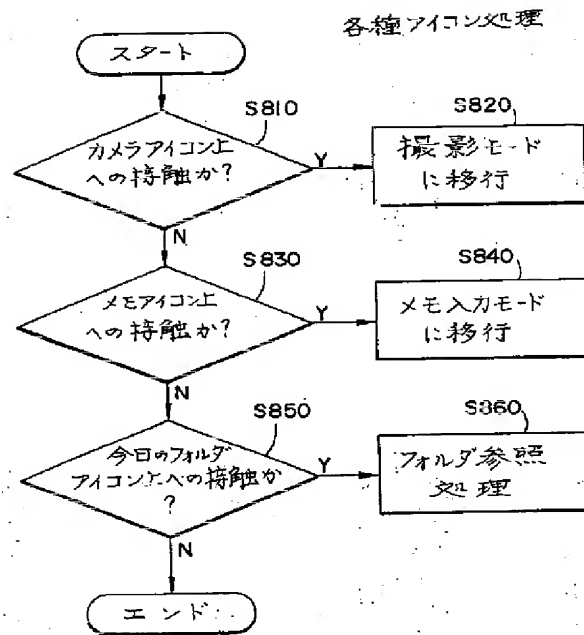 各種アイコン処理
スタート
S810
カメラアイコン上
への接触か?
Y
S820
撮影モード
に移行
N
S830
メモアイコン上
への接触か?
Y
S840
メモ入力モード
に移行
N
S850
今日のフォルダ
アイコン上への接触か
?
Y
S860
フォルダ参照
処理
N
エンド